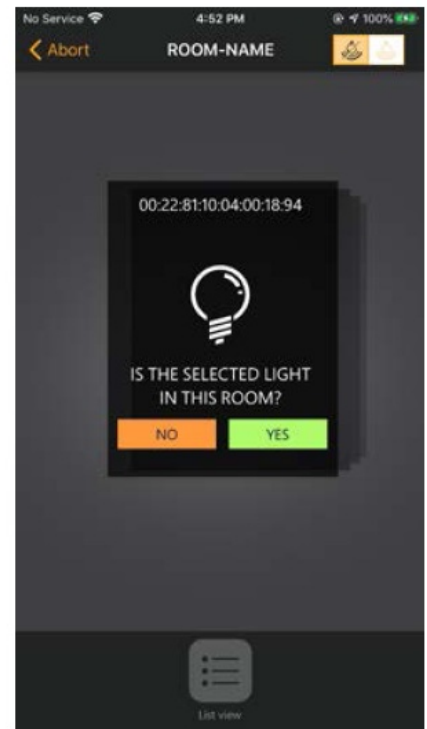 No Service 4:52 PM 100%
Abort ROOM-NAME
00:22:81:10:04:00:18:94
IS THE SELECTED LIGHT
IN THIS ROOM?
NO YES
List view